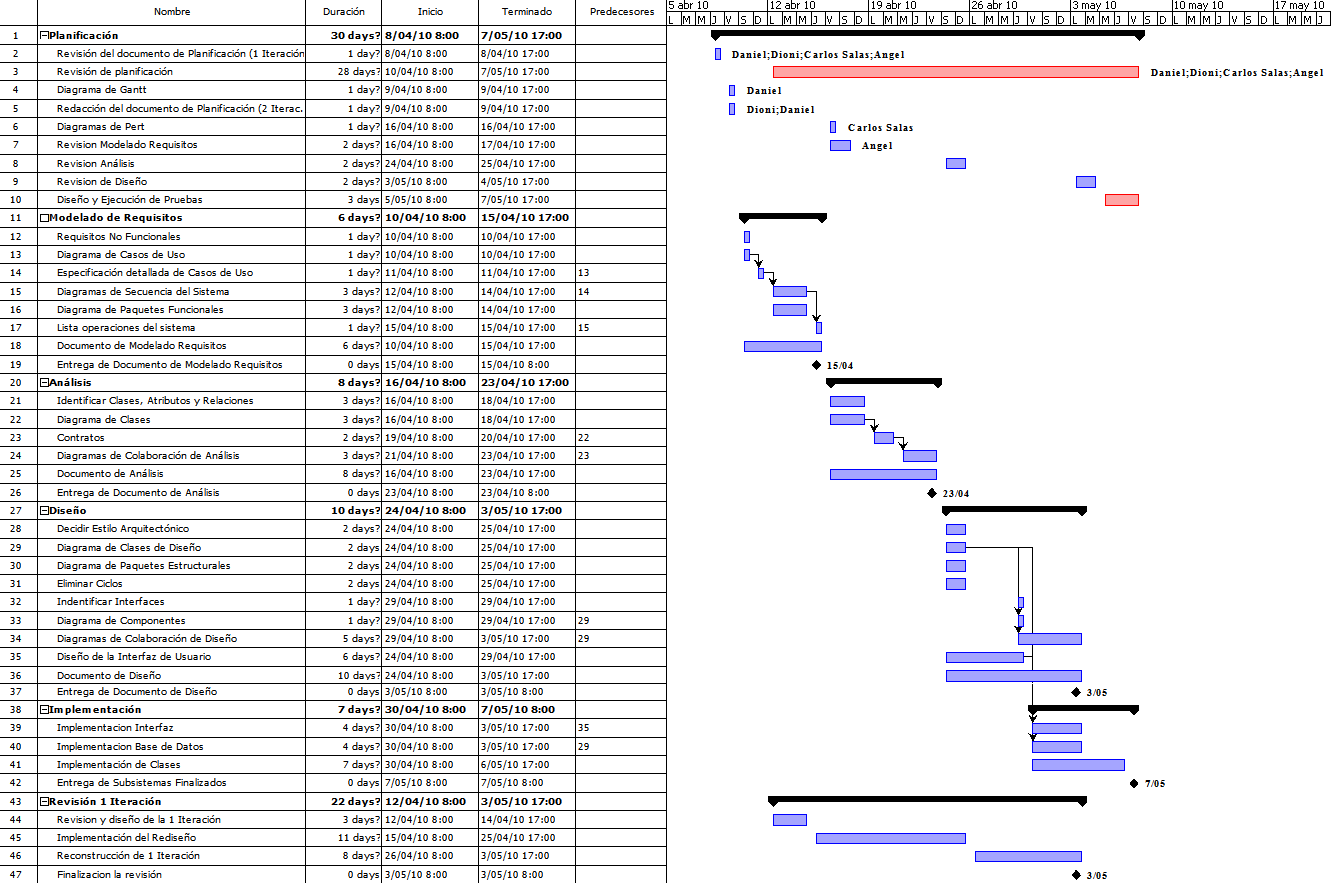 Nombre Duración Inicio Terminado Predecesores 5 abr 10 12 abr 10 19 abr 10 26 abr 10 3 may 10 10 may 10 17 may 10
L M M J V S D L M M J V S D L M M J V S D L M M J V S D L M M J V S D L M M J V S D L M M J
1 Planificación 30 days? 8/04/10 8:00 7/05/10 17:00
2 Revisión del documento de Planificación (1 Iteración 1 day? 8/04/10 8:00 8/04/10 17:00 Daniel;Dioni;Carlos Salas;Angel
3 Revisión de planificación 28 days? 10/04/10 8:00 7/05/10 17:00 Daniel;Dioni;Carlos Salas;Angel
4 Diagrama de Gantt 1 day? 9/04/10 8:00 9/04/10 17:00 Daniel
5 Redacción del documento de Planificación (2 Iterac. 1 day? 9/04/10 8:00 9/04/10 17:00 Dioni;Daniel
6 Diagramas de Pert 1 day? 16/04/10 8:00 16/04/10 17:00 Carlos Salas
7 Revision Modelado Requisitos 2 days? 16/04/10 8:00 17/04/10 17:00 Angel
8 Revisión Análisis 2 days? 24/04/10 8:00 25/04/10 17:00
9 Revision de Diseño 2 days? 3/05/10 8:00 4/05/10 17:00
10 Diseño y Ejecución de Pruebas 3 days 5/05/10 8:00 7/05/10 17:00
11 Modelado de Requisitos 6 days? 10/04/10 8:00 15/04/10 17:00
12 Requisitos No Funcionales 1 day? 10/04/10 8:00 10/04/10 17:00
13 Diagrama de Casos de Uso 1 day? 10/04/10 8:00 10/04/10 17:00
14 Especificación detallada de Casos de Uso 1 day? 11/04/10 8:00 11/04/10 17:00 13
15 Diagramas de Secuencia del Sistema 3 days? 12/04/10 8:00 14/04/10 17:00 14
16 Diagrama de Paquetes Funcionales 3 days? 12/04/10 8:00 14/04/10 17:00
17 Lista operaciones del sistema 1 day? 15/04/10 8:00 15/04/10 17:00 15
18 Documento de Modelado Requisitos 6 days? 10/04/10 8:00 15/04/10 17:00
19 Entrega de Documento de Modelado Requisitos 0 days 15/04/10 8:00 15/04/10 8:00 15/04
20 Análisis 8 days? 16/04/10 8:00 23/04/10 17:00
21 Identificar Clases, Atributos y Relaciones 3 days? 16/04/10 8:00 18/04/10 17:00
22 Diagrama de Clases 3 days? 16/04/10 8:00 18/04/10 17:00
23 Contratos 2 days? 19/04/10 8:00 20/04/10 17:00 22
24 Diagramas de Colaboración de Análisis 3 days? 21/04/10 8:00 23/04/10 17:00 23
25 Documento de Análisis 8 days? 16/04/10 8:00 23/04/10 17:00
26 Entrega de Documento de Análisis 0 days 23/04/10 8:00 23/04/10 8:00 23/04
27 Diseño 10 days? 24/04/10 8:00 3/05/10 17:00
28 Decidir Estilo Arquitectónico 2 days? 24/04/10 8:00 25/04/10 17:00
29 Diagrama de Clases de Diseño 2 days 24/04/10 8:00 25/04/10 17:00
30 Diagrama de Paquetes Estructurales 2 days 24/04/10 8:00 25/04/10 17:00
31 Eliminar Ciclos 2 days 24/04/10 8:00 25/04/10 17:00
32 Indentificar Interfaces 1 day? 29/04/10 8:00 29/04/10 17:00
33 Diagrama de Componentes 1 day? 29/04/10 8:00 29/04/10 17:00 29
34 Diagramas de Colaboración de Diseño 5 days? 29/04/10 8:00 3/05/10 17:00 29
35 Diseño de la Interfaz de Usuario 6 days? 24/04/10 8:00 29/04/10 17:00
36 Documento de Diseño 10 days? 24/04/10 8:00 3/05/10 17:00
37 Entrega de Documento de Diseño 0 days 3/05/10 8:00 3/05/10 8:00 3/05
38 Implementación 7 days? 30/04/10 8:00 7/05/10 8:00
39 Implementacion Interfaz 4 days? 30/04/10 8:00 3/05/10 17:00 35
40 Implementacion Base de Datos 4 days? 30/04/10 8:00 3/05/10 17:00 29
41 Implementación de Clases 7 days? 30/04/10 8:00 6/05/10 17:00
42 Entrega de Subsistemas Finalizados 0 days 7/05/10 8:00 7/05/10 8:00 7/05
43 Revisión 1 Iteración 22 days? 12/04/10 8:00 3/05/10 17:00
44 Revision y diseño de la 1 Iteración 3 days? 12/04/10 8:00 14/04/10 17:00
45 Implementación del Rediseño 11 days? 15/04/10 8:00 25/04/10 17:00
46 Reconstrucción de 1 Iteración 8 days? 26/04/10 8:00 3/05/10 17:00
47 Finalizacion la revisión 0 days 3/05/10 8:00 3/05/10 8:00 3/05